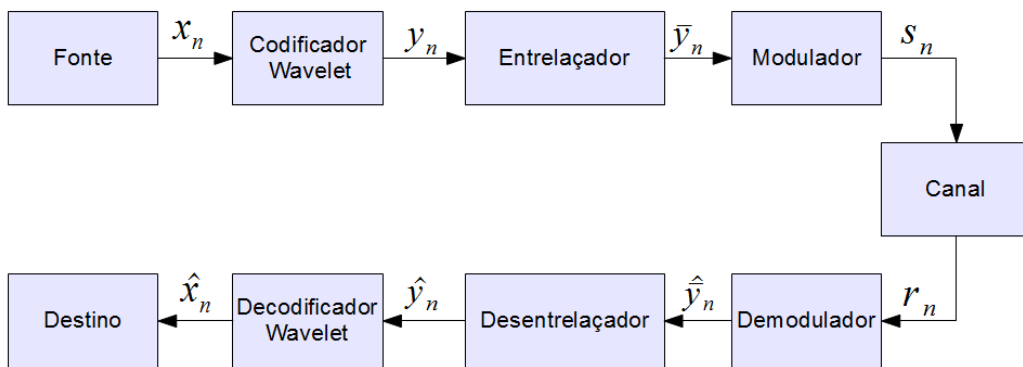 Fonte
xₙ
Codificador
Wavelet
yₙ
Entrelaçador
ȳₙ
Modulador
sₙ
Canal
Destino
x̂ₙ
Decodificador
Wavelet
ŷₙ
Desentrelaçador
ȳ̂ₙ
Demodulador
rₙ